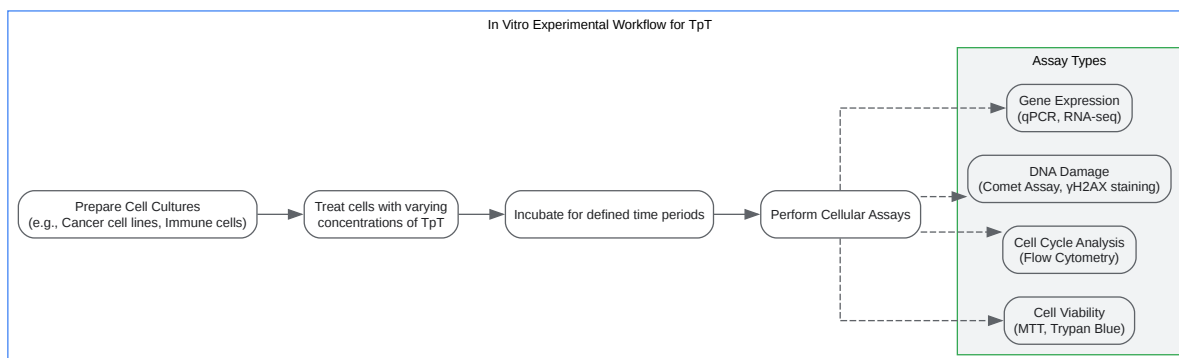 In Vitro Experimental Workflow for TpT
Prepare Cell Cultures
(e.g., Cancer cell lines, Immune cells)
Treat cells with varying
concentrations of TpT
Incubate for defined time periods
Perform Cellular Assays
Assay Types
Gene Expression
(qPCR, RNA-seq)
DNA Damage
(Comet Assay, γH2AX staining)
Cell Cycle Analysis
(Flow Cytometry)
Cell Viability
(MTT, Trypan Blue)